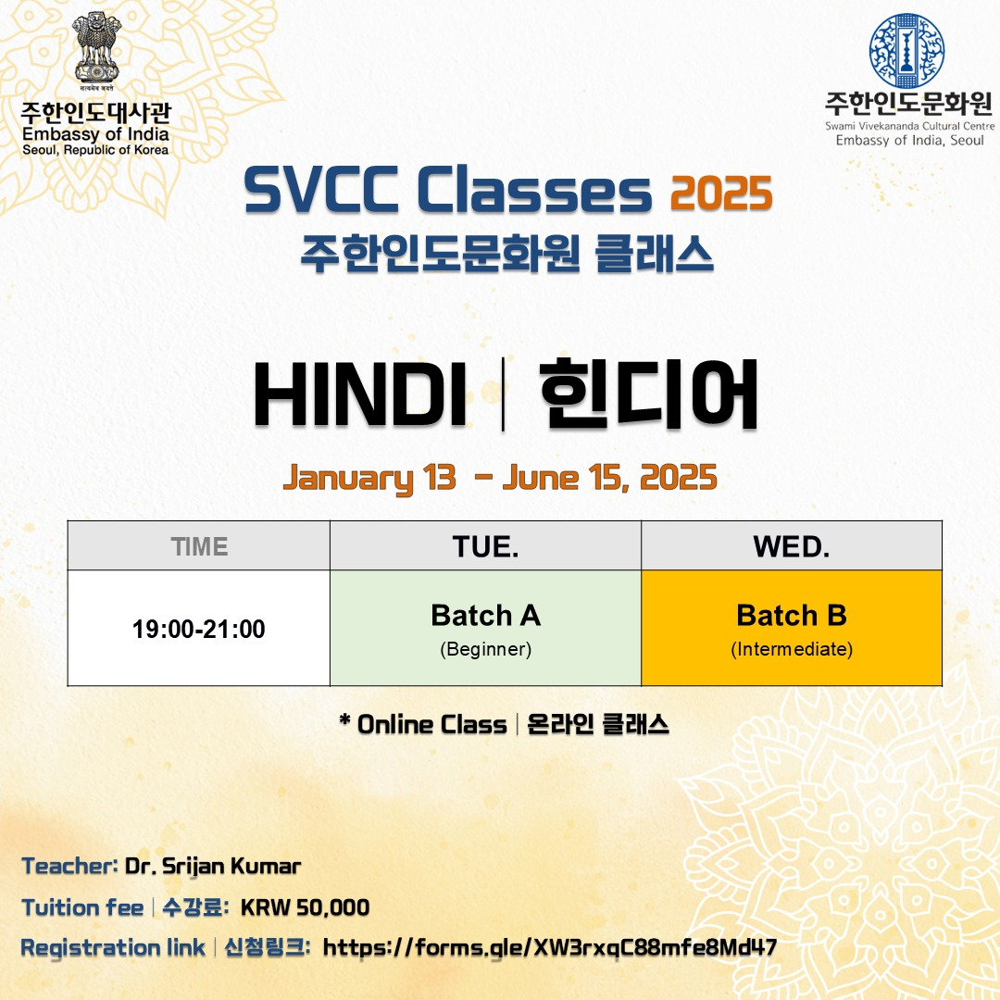 सत्यमेव जयते
주한인도대사관
Embassy of India
Seoul, Republic of Korea
주한인도문화원
Swami Vivekananda Cultural Centre
Embassy of India, Seoul
SVCC Classes 2025
주한인도문화원 클래스
HINDI | 힌디어
January 13 – June 15, 2025
TIME TUE. WED.
19:00-21:00 Batch A Batch B
(Beginner) (Intermediate)
* Online Class | 온라인 클래스
Teacher: Dr. Srijan Kumar
Tuition fee | 수강료: KRW 50,000
Registration link | 신청링크: https://forms.gle/XW3rxqC88mfe8Md47